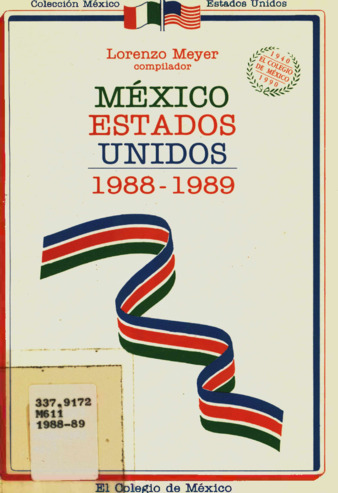 Colección México Estados Unidos
Lorenzo Meyer
compilador
1940
EL COLEGIO
DE MÉXICO
1990
MÉXICO
ESTADOS
UNIDOS
1988-1989
337.9172
M611
1988-89
El Colegio de México